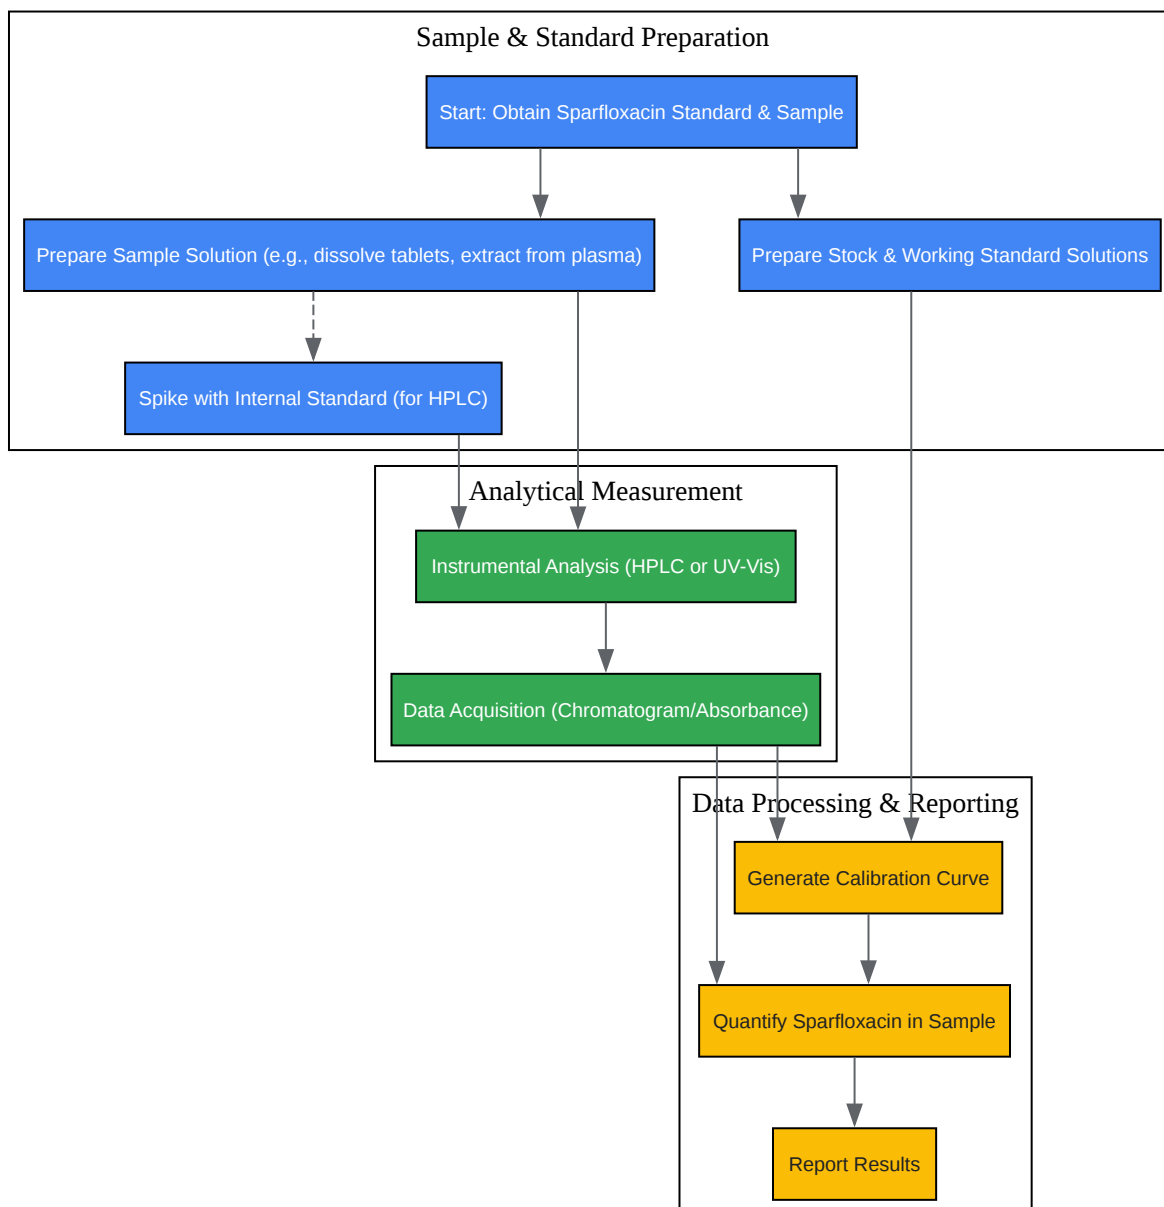 Sample & Standard Preparation
Start: Obtain Sparfloxacin Standard & Sample
Prepare Sample Solution (e.g., dissolve tablets, extract from plasma)
Prepare Stock & Working Standard Solutions
Spike with Internal Standard (for HPLC)
Analytical Measurement
Instrumental Analysis (HPLC or UV-Vis)
Data Acquisition (Chromatogram/Absorbance)
Data Processing & Reporting
Generate Calibration Curve
Quantify Sparfloxacin in Sample
Report Results